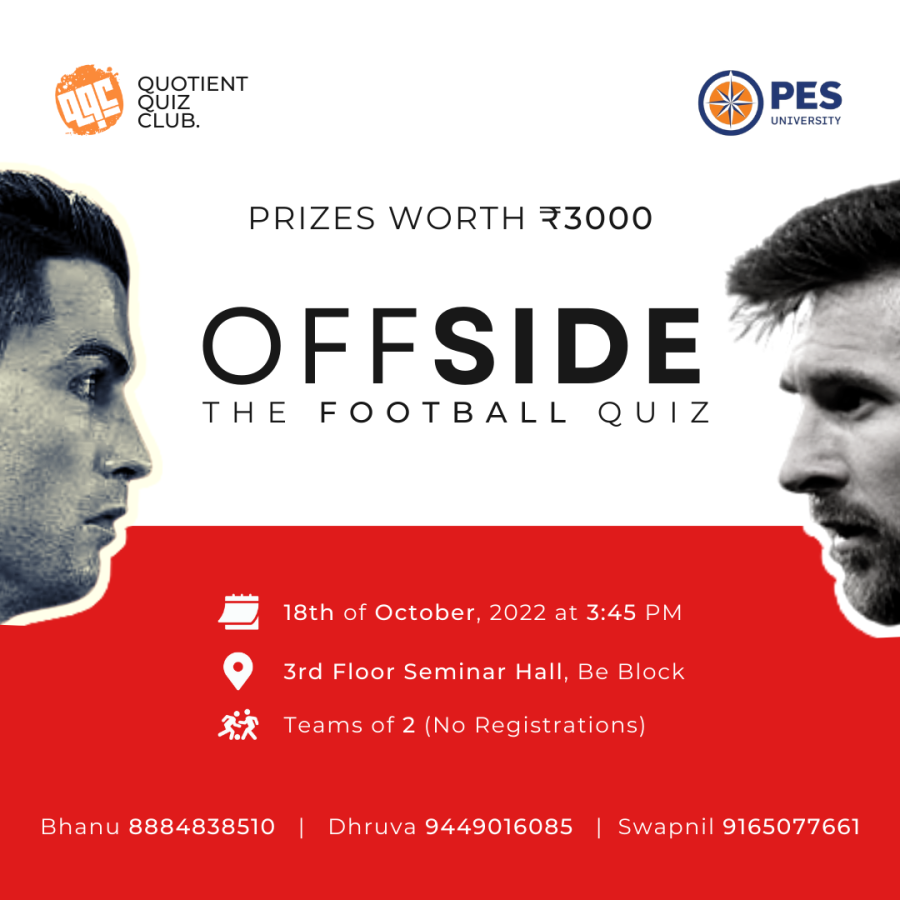 QQC
QUOTIENT
QUIZ
CLUB.
PES
UNIVERSITY
PRIZES WORTH ₹3000
OFFSIDE
THE FOOTBALL QUIZ
18th of October, 2022 at 3:45 PM
3rd Floor Seminar Hall, Be Block
Teams of 2 (No Registrations)
Bhanu 8884838510 | Dhruva 9449016085 | Swapnil 9165077661